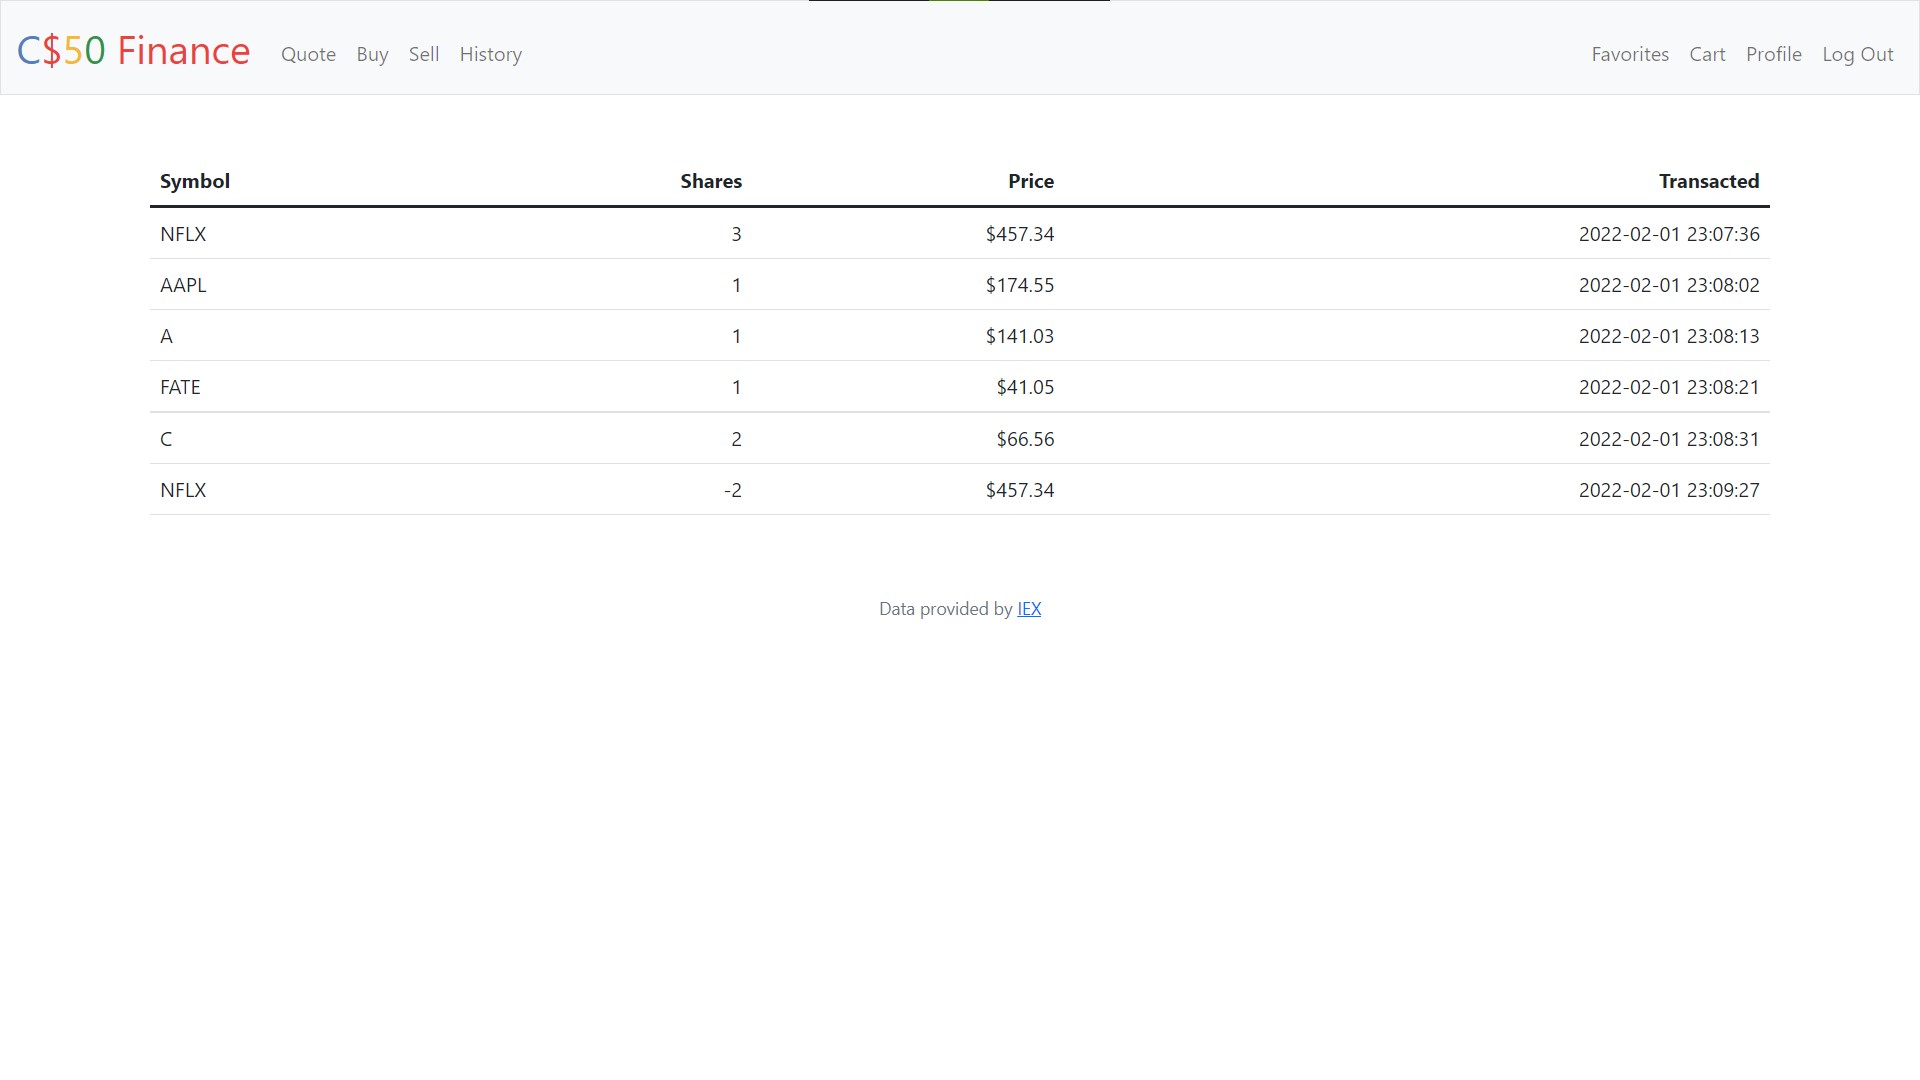 C$50 Finance Quote Buy Sell History Favorites Cart Profile Log Out
Symbol Shares Price Transacted
NFLX 3 $457.34 2022-02-01 23:07:36
AAPL 1 $174.55 2022-02-01 23:08:02
A 1 $141.03 2022-02-01 23:08:13
FATE 1 $41.05 2022-02-01 23:08:21
C 2 $66.56 2022-02-01 23:08:31
NFLX -2 $457.34 2022-02-01 23:09:27
Data provided by IEX